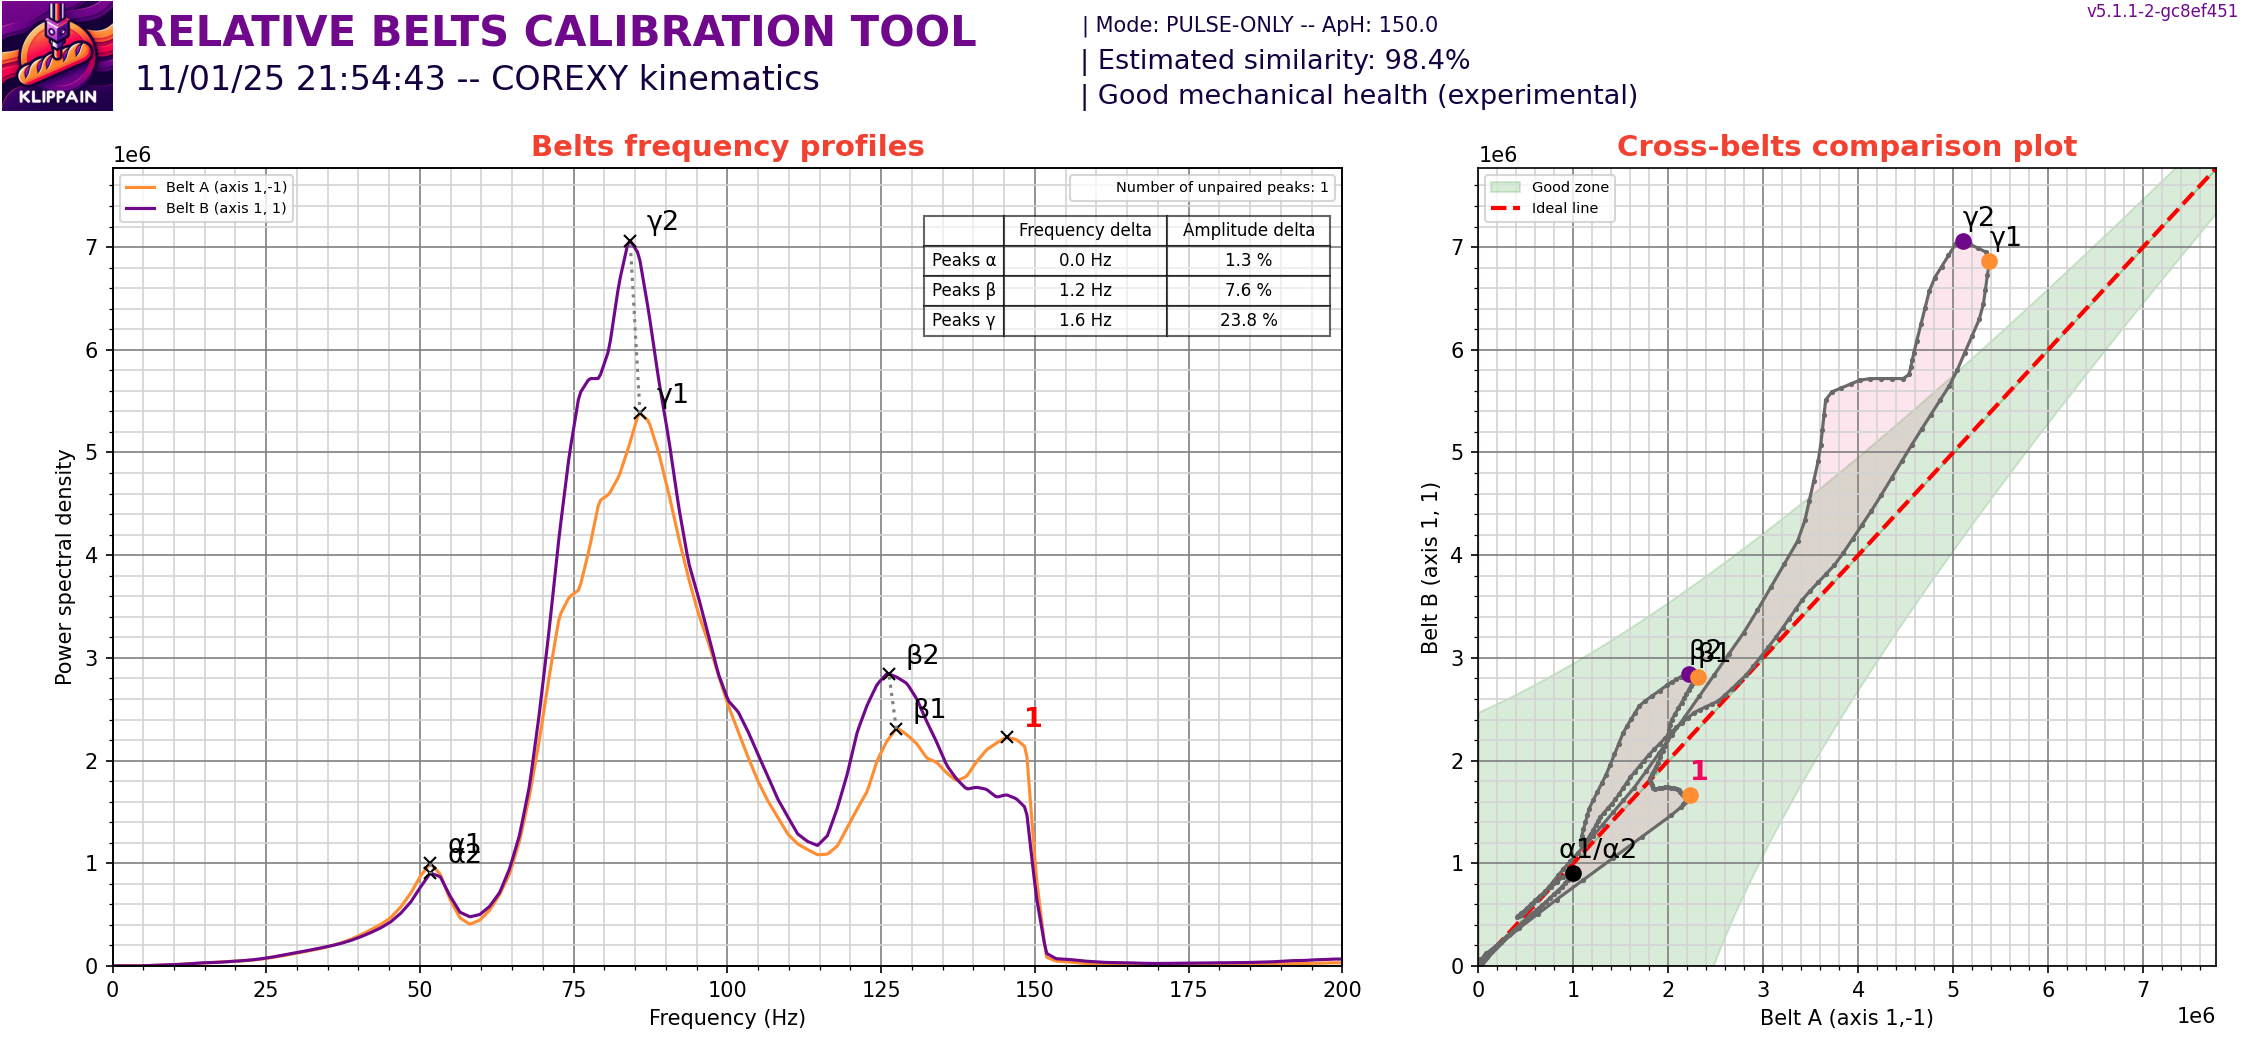 KLIPPAIN
RELATIVE BELTS CALIBRATION TOOL
11/01/25 21:54:43 -- COREXY kinematics
| Mode: PULSE-ONLY -- ApH: 150.0
| Estimated similarity: 98.4%
| Good mechanical health (experimental)
v5.1.1-2-gc8ef451
Belts frequency profiles
1e6
Belt A (axis 1,-1)
Belt B (axis 1, 1)
Number of unpaired peaks: 1
Frequency delta Amplitude delta
Peaks α 0.0 Hz 1.3 %
Peaks β 1.2 Hz 7.6 %
Peaks γ 1.6 Hz 23.8 %
γ2
γ1
β2
β1
1
α1
α2
7
6
5
4
3
2
1
0
Power spectral density
0 25 50 75 100 125 150 175 200
Frequency (Hz)
Cross-belts comparison plot
1e6
Good zone
Ideal line
γ2
γ1
β2
β1
1
α1/α2
7
6
5
4
3
2
1
0
Belt B (axis 1, 1)
0 1 2 3 4 5 6 7
Belt A (axis 1,-1)
1e6